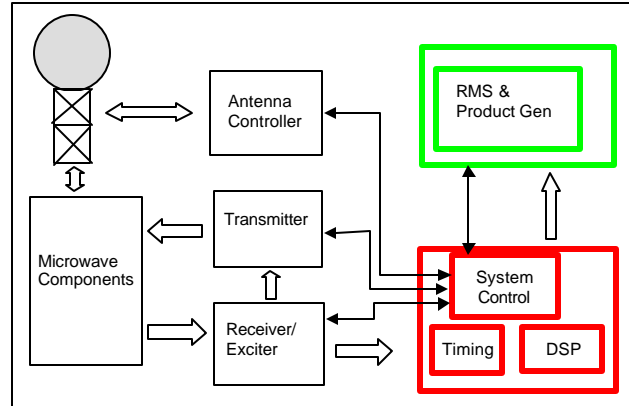 Antenna
Controller
RMS &
Product Gen
Transmitter
Microwave
Components
System
Control
Receiver/
Exciter
Timing
DSP